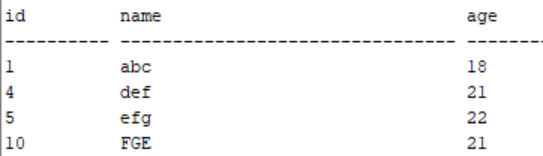 id name age
---------- -------------------------------- -------
1 abc 18
4 def 21
5 efg 22
10 FGE 21